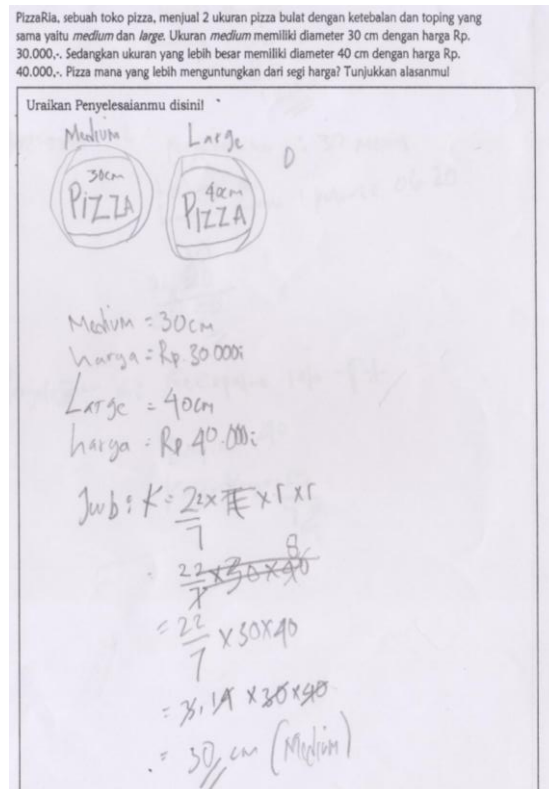 PizzaRia, sebuah toko pizza, menjual 2 ukuran pizza bulat dengan ketebalan dan toping yang
sama yaitu medium dan large. Ukuran medium memiliki diameter 30 cm dengan harga Rp.
30.000,-. Sedangkan ukuran yang lebih besar memiliki diameter 40 cm dengan harga Rp.
40.000,-. Pizza mana yang lebih menguntungkan dari segi harga? Tunjukkan alasanmu!
Uraikan Penyelesaianmu disini!
Medium Large
30cm 40cm
PIZZA PIZZA
Medium = 30cm
harga = Rp. 30.000;
Large = 40cm
harga = Rp 40.000;
Jwb : K = 22/7 x r x r
22/7 x 30 x 40
= 22/7 x 30 x 40
= 3,14 x 30 x 40
= 30 cm (Medium)